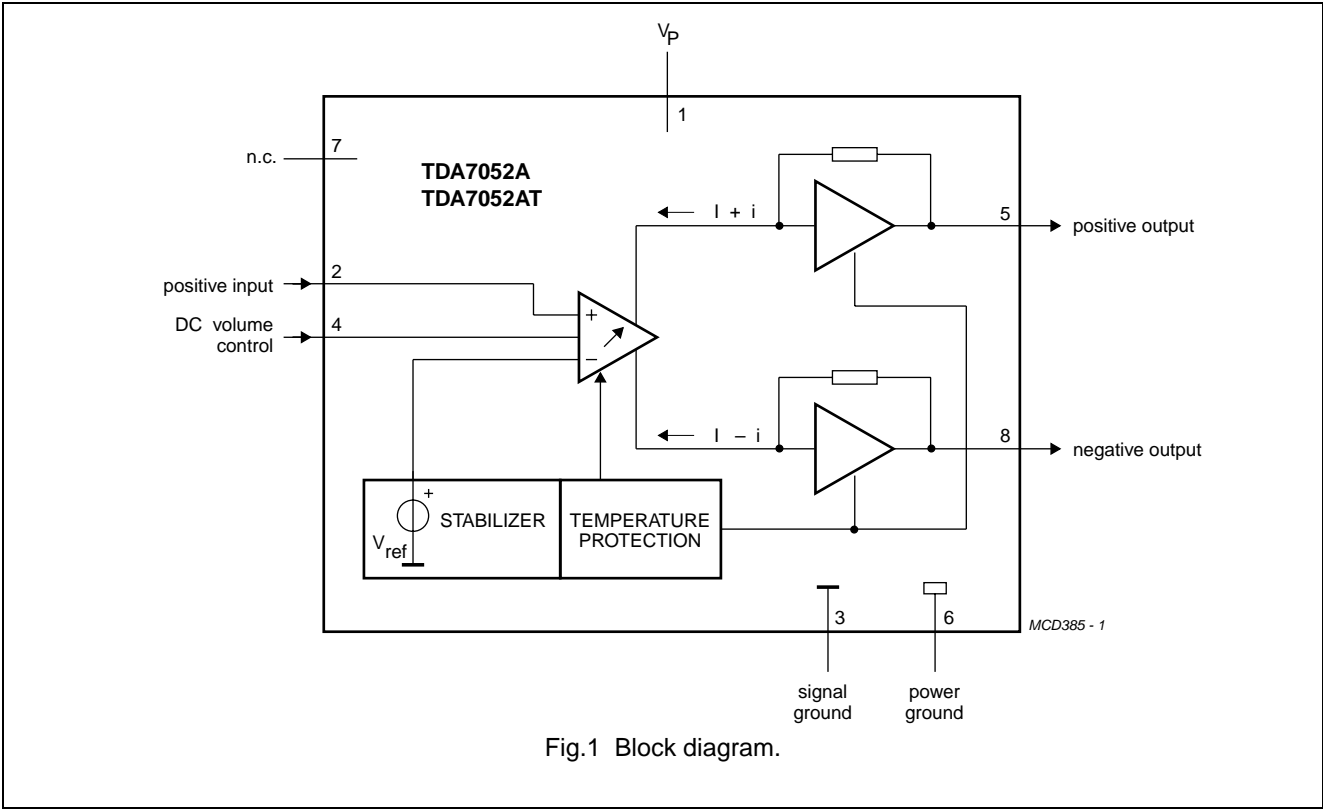 VP
1
n.c.
7
TDA7052A
TDA7052AT
I + i
5
positive output
positive input
2
DC volume
control
4
+
−
I − i
8
negative output
+
STABILIZER
Vref
TEMPERATURE
PROTECTION
3
6
MCD385 - 1
signal
ground
power
ground
Fig.1 Block diagram.